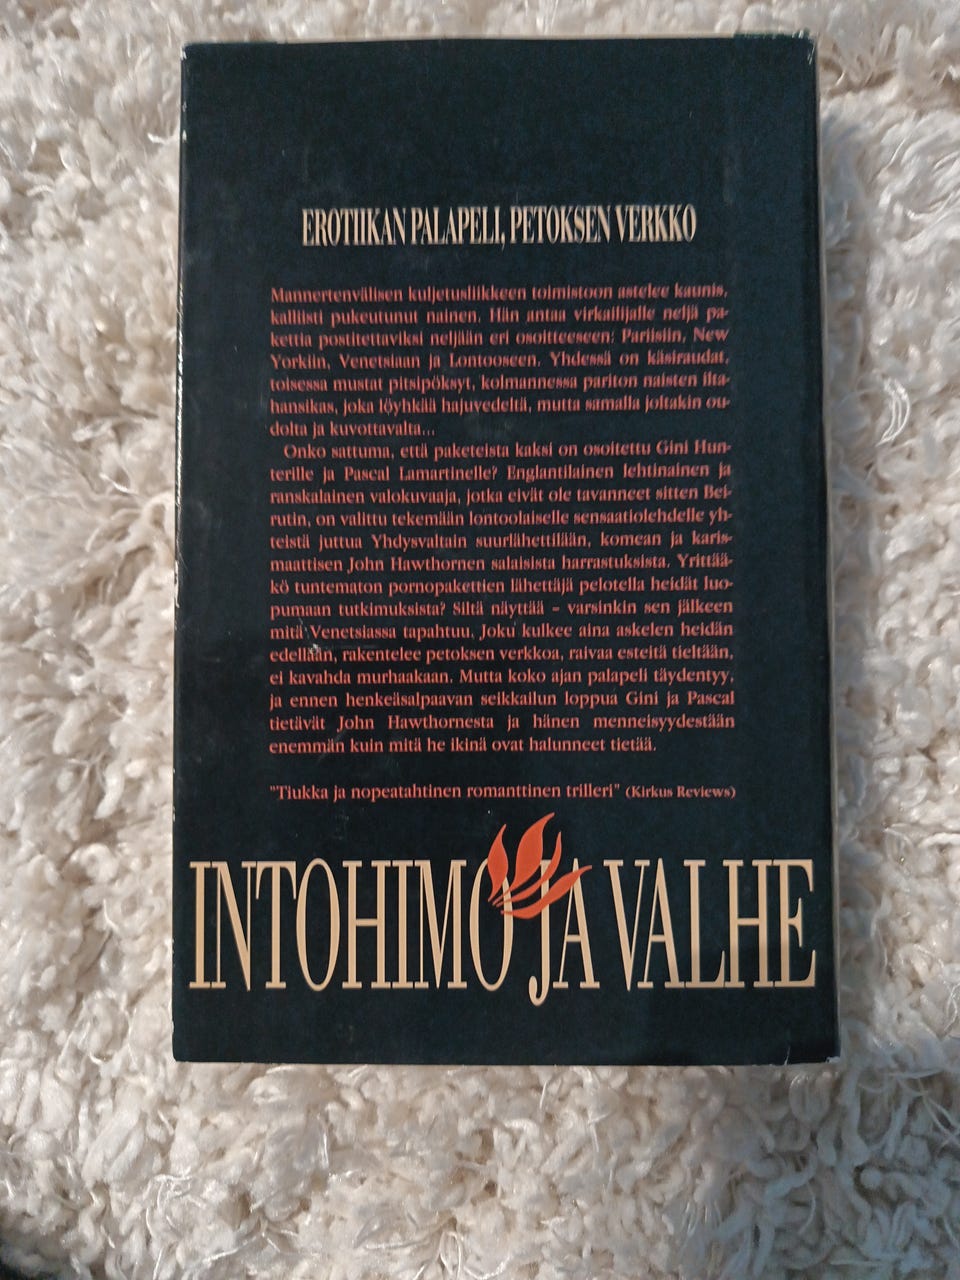 EROTIIKAN PALAPELI, PETOKSEN VERKKO
Mannertenvälisen kuljetusliikkeen toimistoon astelee kaunis,
kalliisti pukeutunut nainen. Hän antaa virkailijalle neljä pa-
kettia postitettaviksi neljään eri osoitteeseen: Pariisiin, New
Yorkiin, Venetsiaan ja Lontooseen. Yhdessä on käsiraudat,
toisessa mustat pitsipöksyt, kolmannessa pariton naisten ilta-
hansikas, joka löyhkää hajuvedeltä, mutta samalla joltakin ou-
dolta ja kuvottavalta...
Onko sattuma, että paketeista kaksi on osoitettu Gini Hun-
terille ja Pascal Lamartinelle? Englantilainen lehtinainen ja
ranskalainen valokuvaaja, jotka eivät ole tavanneet sitten Bei-
rutin, on valittu tekemään lontoolaiselle sensaatiolehdelle yh-
teistä juttua Yhdysvaltain suurlähettilään, komean ja karis-
maattisen John Hawthornen salaisista harrastuksista. Yrittää-
kö tuntematon pornopakettien lähettäjä pelotella heidät luo-
pumaan tutkimuksista? Siltä näyttää – varsinkin sen jälkeen
mitä Venetsiassa tapahtuu. Joku kulkee aina askelen heidän
edellään, rakentelee petoksen verkkoa, raivaa esteitä tieltään,
ei kavahda murhaakaan. Mutta koko ajan palapeli täydentyy,
ja ennen henkeäsalpaavan seikkailun loppua Gini ja Pascal
tietävät John Hawthornesta ja hänen menneisyydestään
enemmän kuin mitä he ikinä ovat halunneet tietää.
"Tiukka ja nopeatahtinen romanttinen trilleri" (Kirkus Reviews)
INTOHIMO JA VALHE